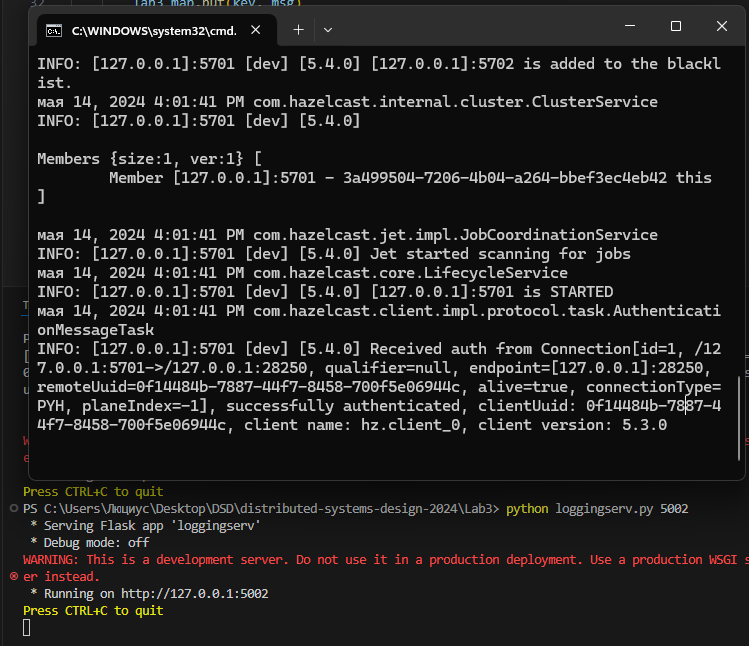 32 lab3_map.put(key, msg)
C:\WINDOWS\system32\cmd.
INFO: [127.0.0.1]:5701 [dev] [5.4.0] [127.0.0.1]:5702 is added to the blackl
ist.
мая 14, 2024 4:01:41 PM com.hazelcast.internal.cluster.ClusterService
INFO: [127.0.0.1]:5701 [dev] [5.4.0]
Members {size:1, ver:1} [
Member [127.0.0.1]:5701 - 3a499504-7206-4b04-a264-bbef3ec4eb42 this
]
мая 14, 2024 4:01:41 PM com.hazelcast.jet.impl.JobCoordinationService
INFO: [127.0.0.1]:5701 [dev] [5.4.0] Jet started scanning for jobs
мая 14, 2024 4:01:41 PM com.hazelcast.core.LifecycleService
INFO: [127.0.0.1]:5701 [dev] [5.4.0] [127.0.0.1]:5701 is STARTED
мая 14, 2024 4:01:41 PM com.hazelcast.client.impl.protocol.task.Authenticati
onMessageTask
INFO: [127.0.0.1]:5701 [dev] [5.4.0] Received auth from Connection[id=1, /12
7.0.0.1:5701->/127.0.0.1:28250, qualifier=null, endpoint=[127.0.0.1]:28250,
remoteUuid=0f14484b-7887-44f7-8458-700f5e06944c, alive=true, connectionType=
PYH, planeIndex=-1], successfully authenticated, clientUuid: 0f14484b-7887-4
4f7-8458-700f5e06944c, client name: hz.client_0, client version: 5.3.0
Press CTRL+C to quit
PS C:\Users\Люциус\Desktop\DSD\distributed-systems-design-2024\Lab3> python loggingserv.py 5002
* Serving Flask app 'loggingserv'
* Debug mode: off
WARNING: This is a development server. Do not use it in a production deployment. Use a production WSGI s
er instead.
* Running on http://127.0.0.1:5002
Press CTRL+C to quit